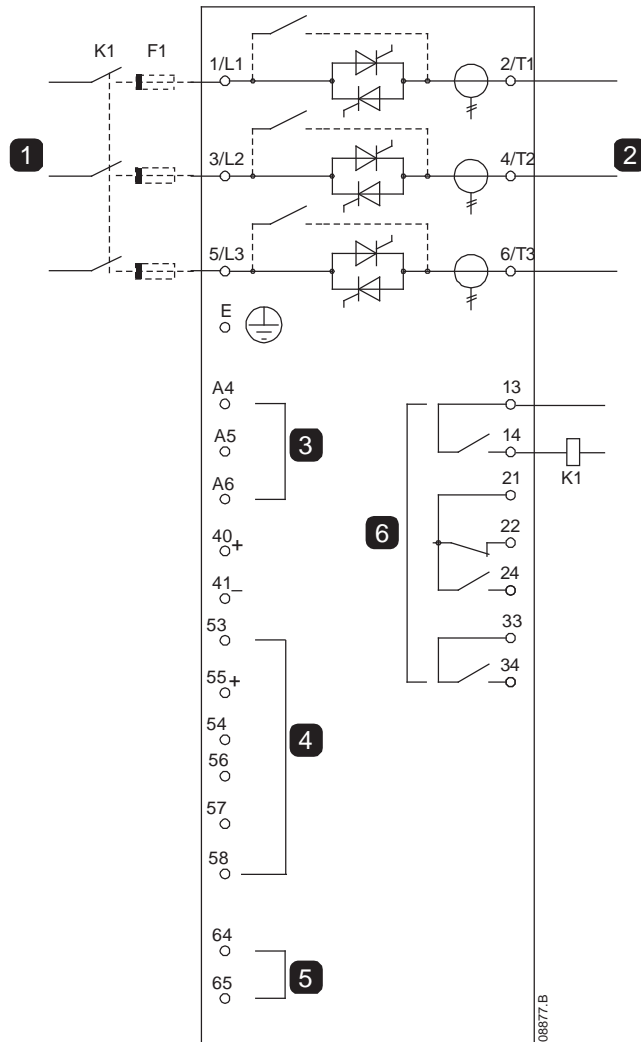 K1 F1
1/L1 2/T1
1 3/L2 4/T2 2
5/L3 6/T3
E
A4 13
A5 3 14
K1
A6 21
40+ 6 22
41– 24
53 33
55+ 34
54
4
56
57
58
64
5
65
08877.B